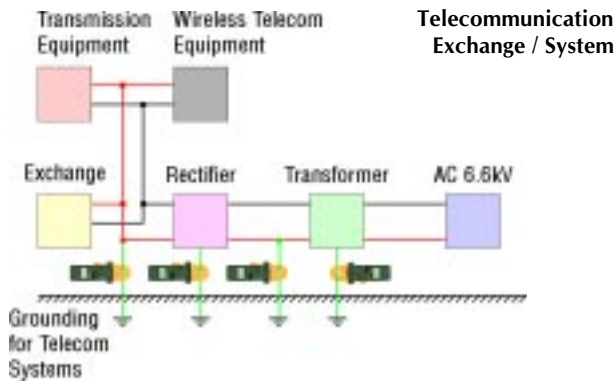 Telecommunication
Exchange / System
Transmission
Equipment
Wireless Telecom
Equipment
Exchange
Rectifier
Transformer
AC 6.6kV
Grounding
for Telecom
Systems